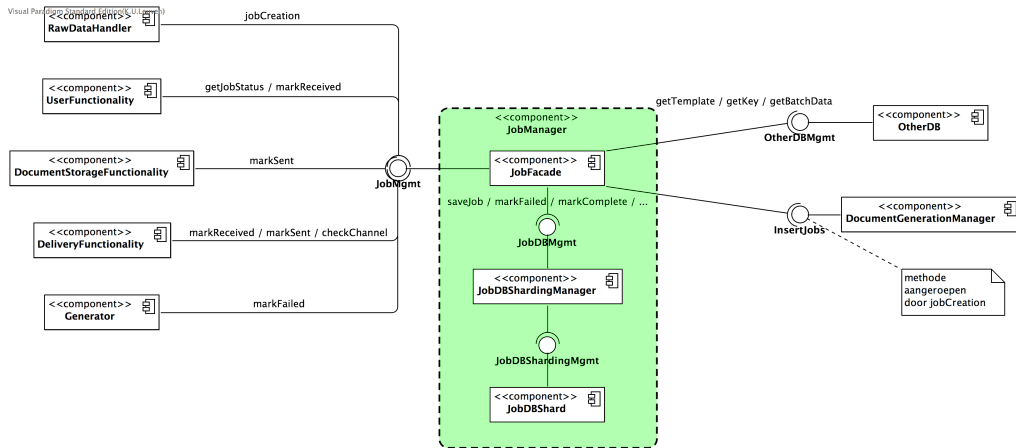 Visual Paradigm Standard Edition(K.U.Leuven)
<<component>>
RawDataHandler
jobCreation
<<component>>
UserFunctionality
getJobStatus / markReceived
<<component>>
DocumentStorageFunctionality
markSent
<<component>>
DeliveryFunctionality
markReceived / markSent / checkChannel
<<component>>
Generator
markFailed
JobMgmt
<<component>>
JobManager
<<component>>
JobFacade
saveJob / markFailed / markComplete / ...
JobDBMgmt
<<component>>
JobDBShardingManager
JobDBShardingMgmt
<<component>>
JobDBShard
getTemplate / getKey / getBatchData
OtherDBMgmt
<<component>>
OtherDB
InsertJobs
<<component>>
DocumentGenerationManager
methode
aangeroepen
door jobCreation